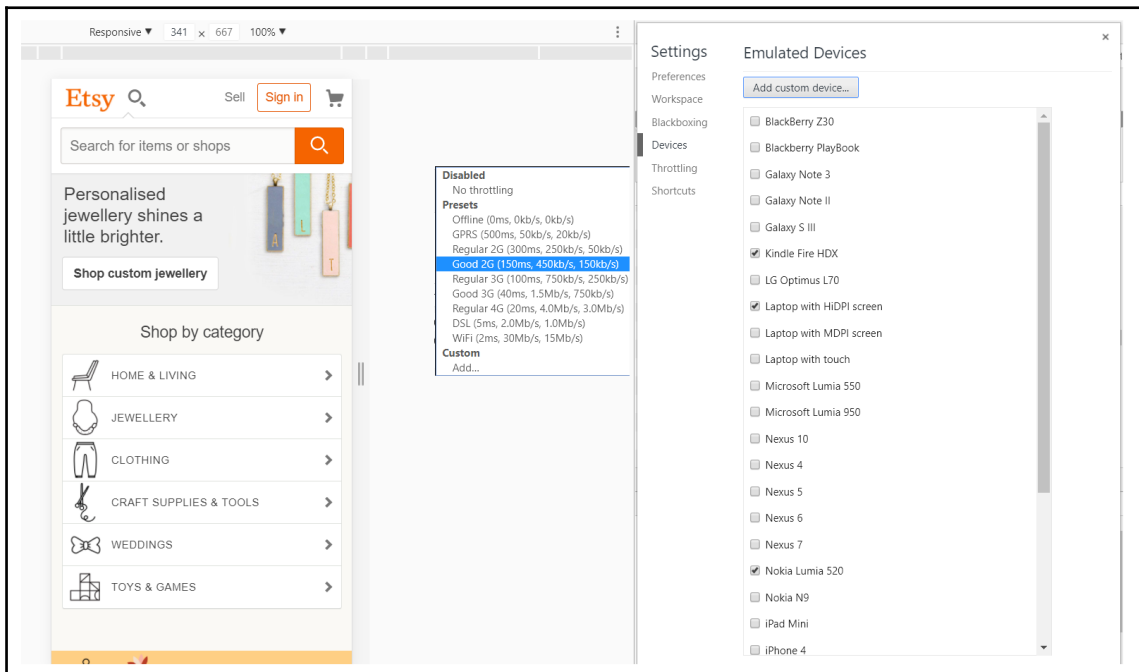 Responsive ▼ 341 × 667 100% ▼
Etsy Sell Sign in
Search for items or shops
Personalised
jewellery shines a
little brighter.
Shop custom jewellery
A L T
Shop by category
HOME & LIVING
JEWELLERY
CLOTHING
CRAFT SUPPLIES & TOOLS
WEDDINGS
TOYS & GAMES
Disabled
No throttling
Presets
Offline (0ms, 0kb/s, 0kb/s)
GPRS (500ms, 50kb/s, 20kb/s)
Regular 2G (300ms, 250kb/s, 50kb/s)
Good 2G (150ms, 450kb/s, 150kb/s)
Regular 3G (100ms, 750kb/s, 250kb/s)
Good 3G (40ms, 1.5Mb/s, 750kb/s)
Regular 4G (20ms, 4.0Mb/s, 3.0Mb/s)
DSL (5ms, 2.0Mb/s, 1.0Mb/s)
WiFi (2ms, 30Mb/s, 15Mb/s)
Custom
Add...
Settings
Preferences
Workspace
Blackboxing
Devices
Throttling
Shortcuts
×
Emulated Devices
Add custom device...
BlackBerry Z30
Blackberry PlayBook
Galaxy Note 3
Galaxy Note II
Galaxy S III
Kindle Fire HDX
LG Optimus L70
Laptop with HiDPI screen
Laptop with MDPI screen
Laptop with touch
Microsoft Lumia 550
Microsoft Lumia 950
Nexus 10
Nexus 4
Nexus 5
Nexus 6
Nexus 7
Nokia Lumia 520
Nokia N9
iPad Mini
iPhone 4